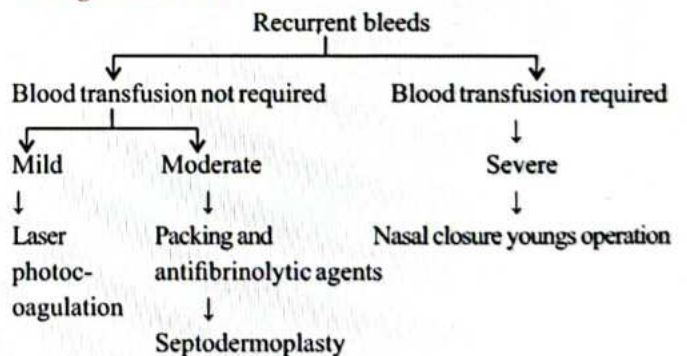 Recurrent bleeds
Blood transfusion not required
Blood transfusion required
Mild
Moderate
Severe
Laser
photoc-
oagulation
Packing and
antifibrinolytic agents
Nasal closure youngs operation
Septodermoplasty